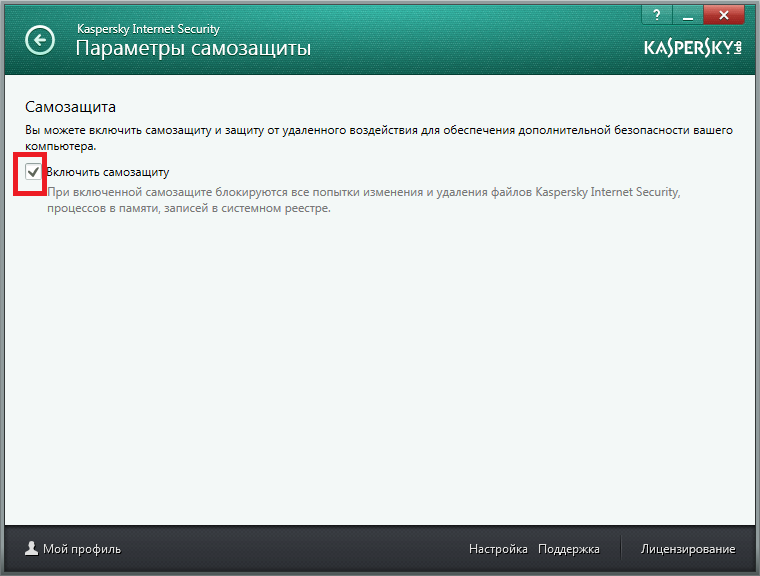 Kaspersky Internet Security
Параметры самозащиты
?
KASPERSKY lab
Самозащита
Вы можете включить самозащиту и защиту от удаленного воздействия для обеспечения дополнительной безопасности вашего
компьютера.
Включить самозащиту
При включенной самозащите блокируются все попытки изменения и удаления файлов Kaspersky Internet Security,
процессов в памяти, записей в системном реестре.
Мой профиль
Настройка Поддержка Лицензирование